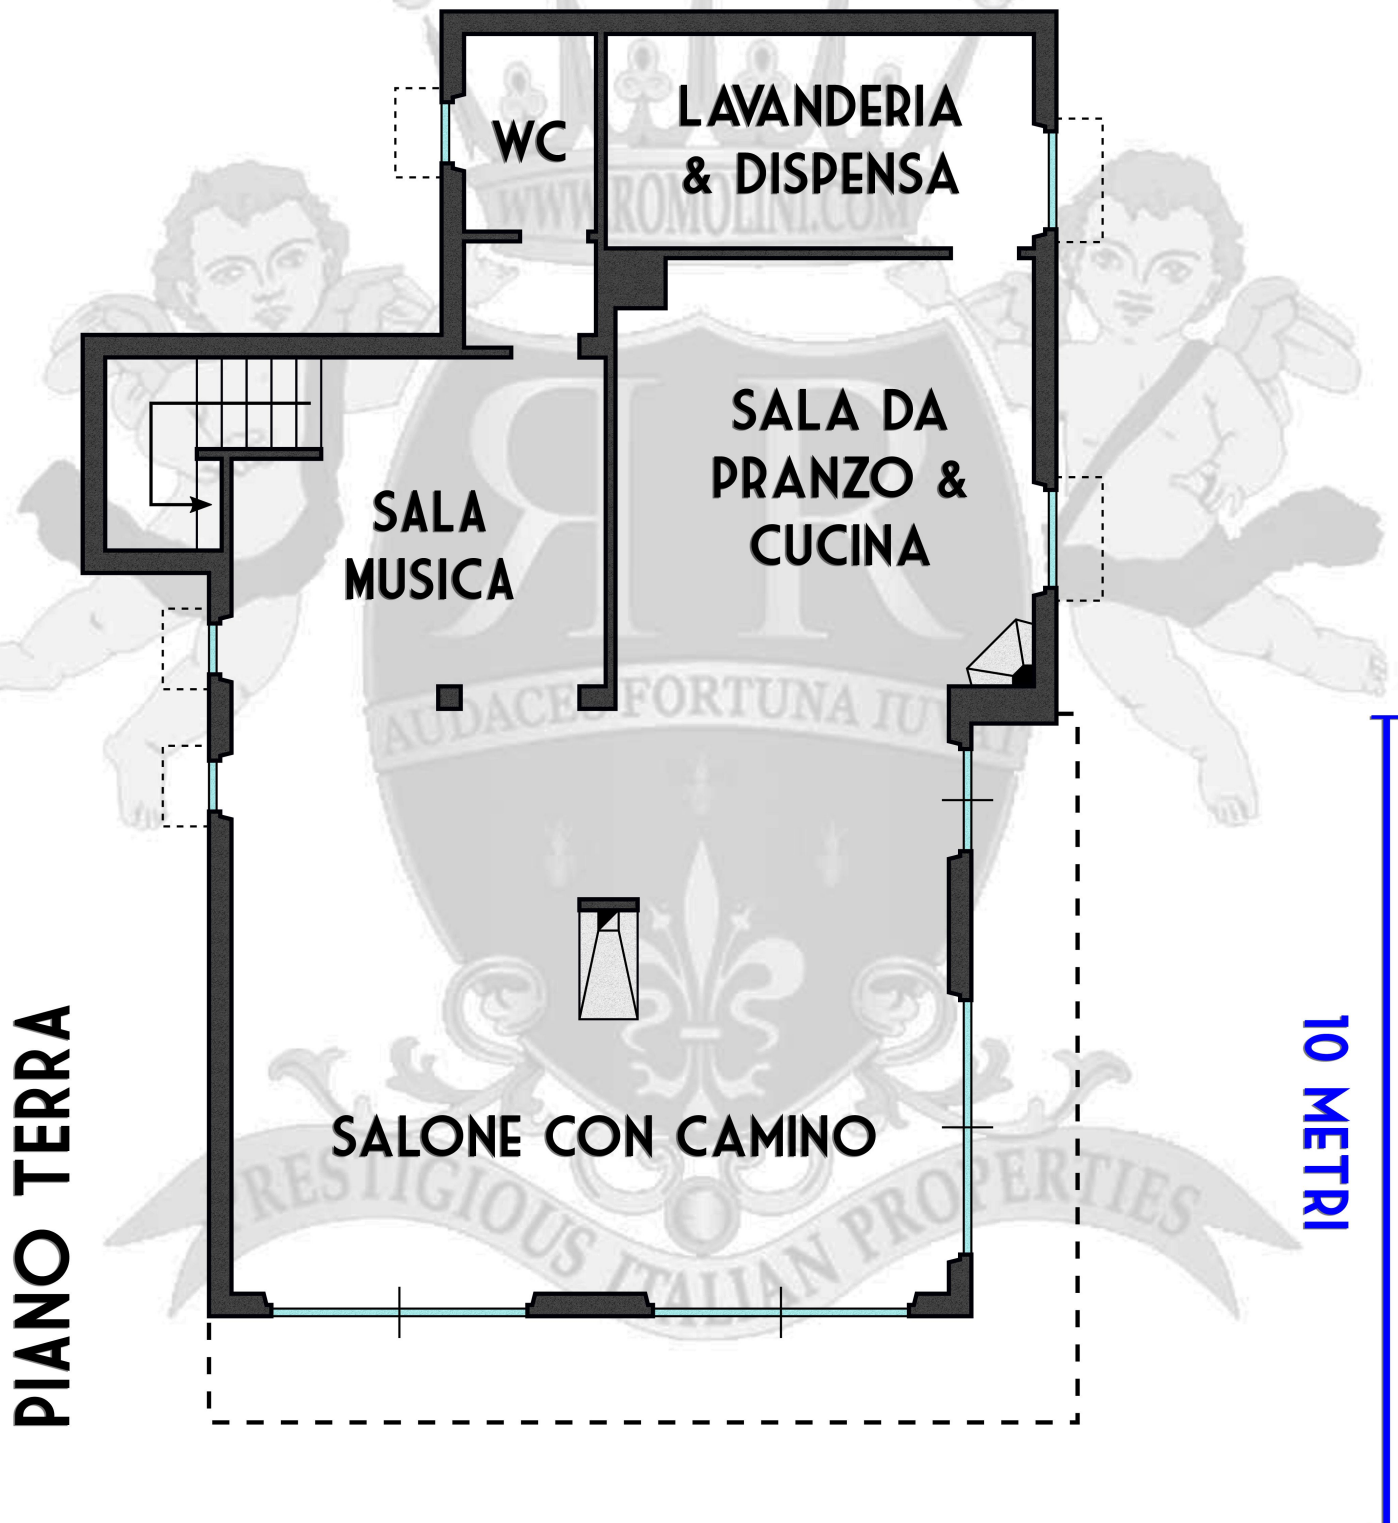 WC
LAVANDERIA
& DISPENSA
WWW.ROMOLINI.COM
SALA DA
PRANZO &
CUCINA
SALA
MUSICA
R R
AUDACES FORTUNA IUVAT
SALONE CON CAMINO
PRESTIGIOUS ITALIAN PROPERTIES
PIANO TERRA
10 METRI